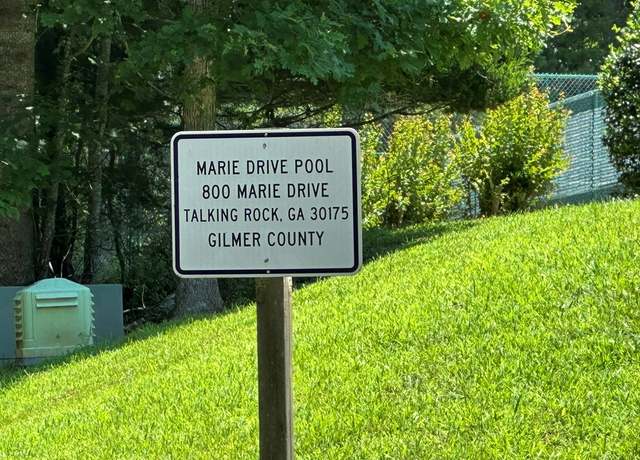 MARIE DRIVE POOL
800 MARIE DRIVE
TALKING ROCK, GA 30175
GILMER COUNTY